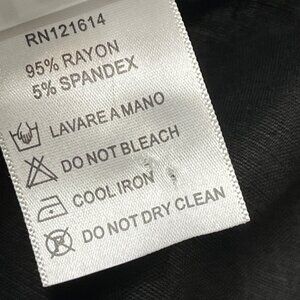 RN121614
95% RAYON
5% SPANDEX
LAVARE A MANO
DO NOT BLEACH
COOL IRON
DO NOT DRY CLEAN